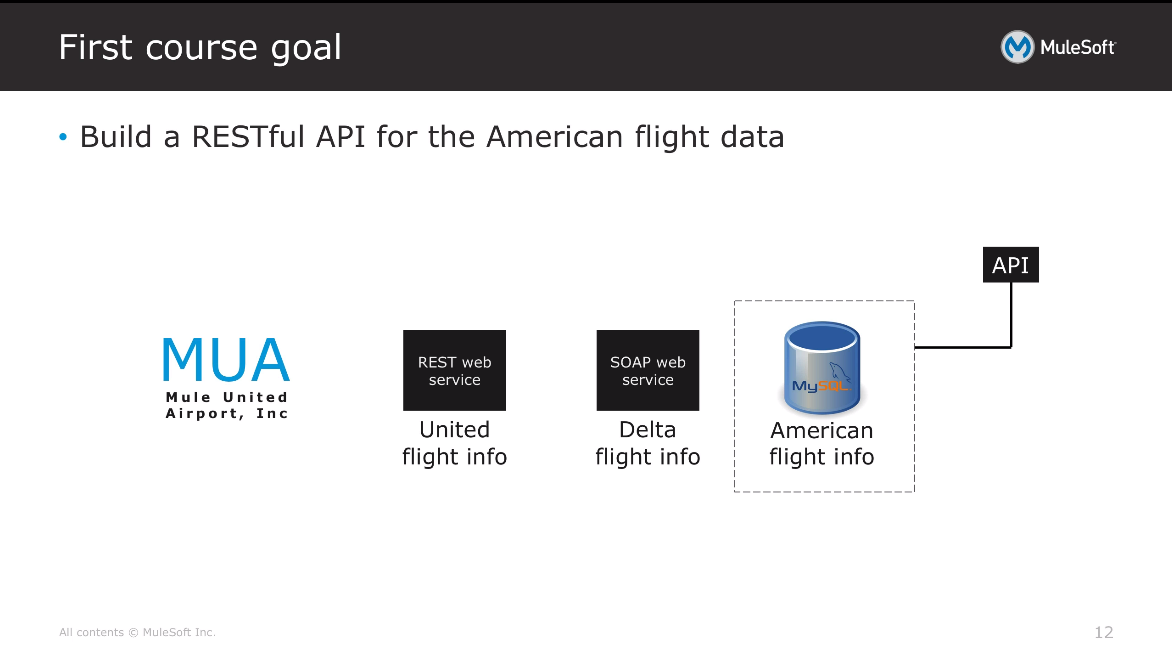 First course goal
MuleSoft
• Build a RESTful API for the American flight data
API
MUA
Mule United
Airport, Inc
REST web
service
United
flight info
SOAP web
service
Delta
flight info
MySQL
American
flight info
All contents © MuleSoft Inc.
12